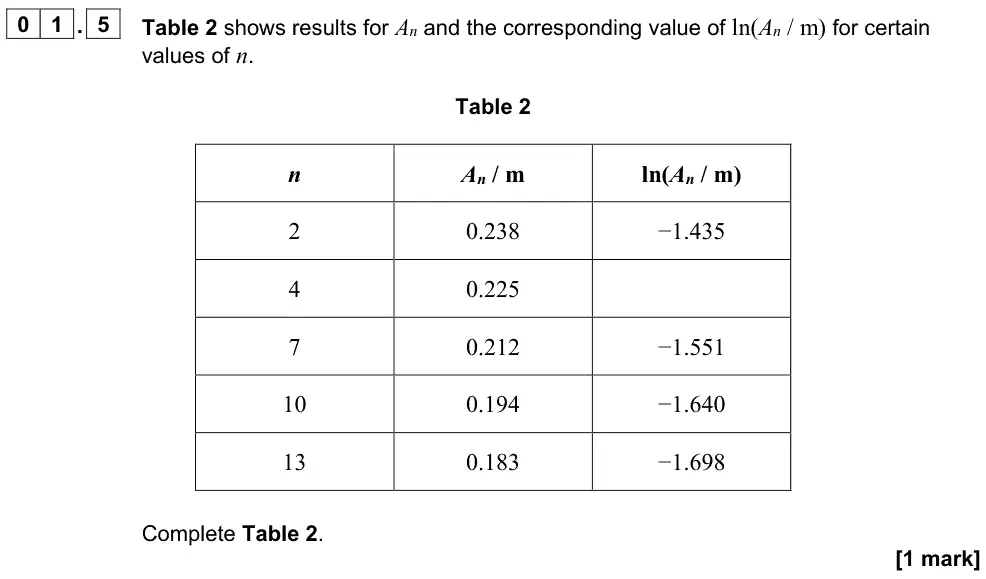 0 1 . 5 Table 2 shows results for Aₙ and the corresponding value of ln(Aₙ / m) for certain
values of n.
Table 2
n Aₙ / m ln(Aₙ / m)
2 0.238 −1.435
4 0.225
7 0.212 −1.551
10 0.194 −1.640
13 0.183 −1.698
Complete Table 2.
[1 mark]